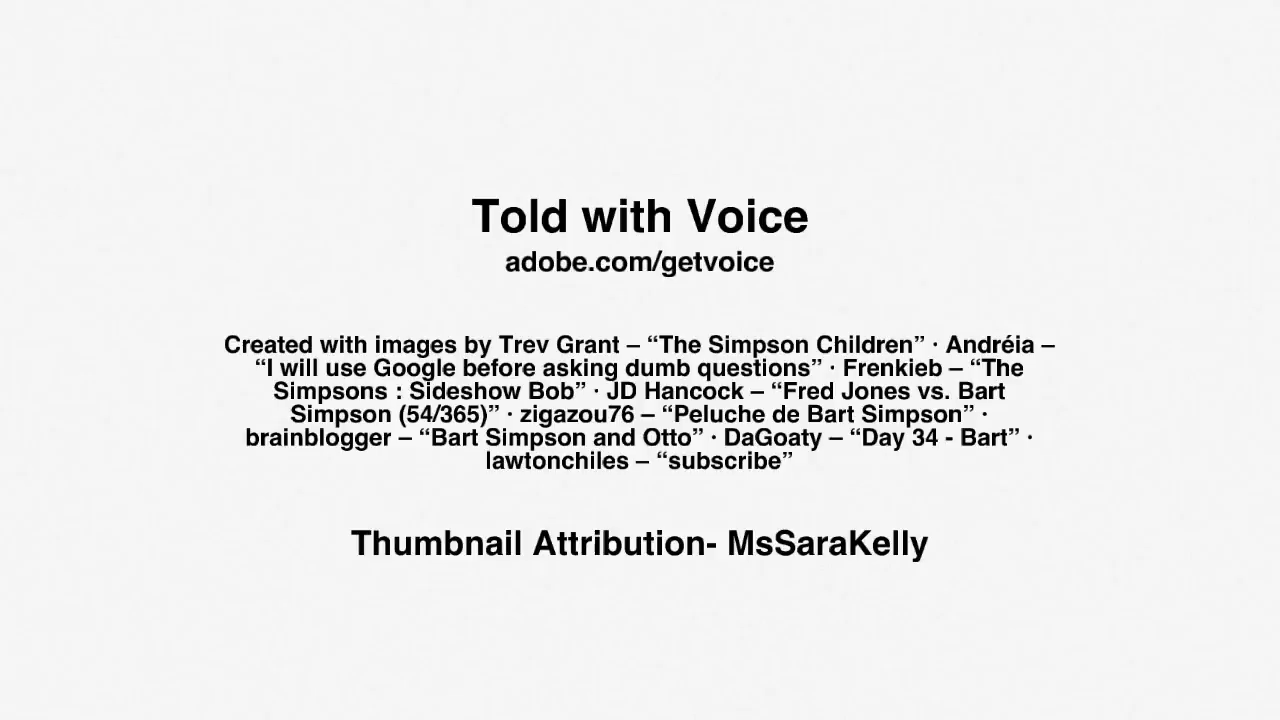 Told with Voice
adobe.com/getvoice
Created with images by Trev Grant – “The Simpson Children” · Andréia –
“I will use Google before asking dumb questions” · Frenkieb – “The
Simpsons : Sideshow Bob” · JD Hancock – “Fred Jones vs. Bart
Simpson (54/365)” · zigazou76 – “Peluche de Bart Simpson” ·
brainblogger – “Bart Simpson and Otto” · DaGoaty – “Day 34 - Bart” ·
lawtonchiles – “subscribe”
Thumbnail Attribution- MsSaraKelly